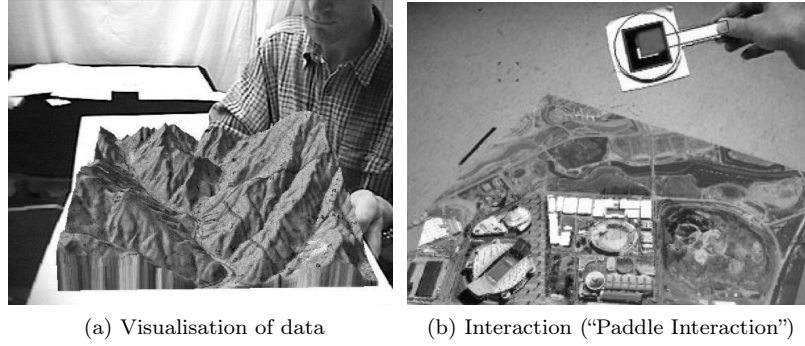 (a) Visualisation of data
(b) Interaction (“Paddle Interaction”)